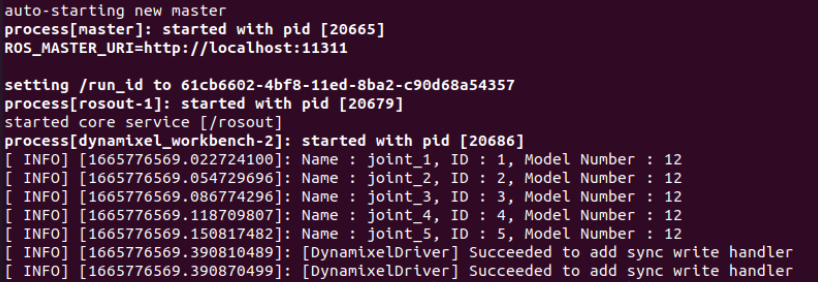 auto-starting new master
process[master]: started with pid [20665]
ROS_MASTER_URI=http://localhost:11311
setting /run_id to 61cb6602-4bf8-11ed-8ba2-c90d68a54357
process[rosout-1]: started with pid [20679]
started core service [/rosout]
process[dynamixel_workbench-2]: started with pid [20686]
[ INFO] [1665776569.022724100]: Name : joint_1, ID : 1, Model Number : 12
[ INFO] [1665776569.054729696]: Name : joint_2, ID : 2, Model Number : 12
[ INFO] [1665776569.086774296]: Name : joint_3, ID : 3, Model Number : 12
[ INFO] [1665776569.118709807]: Name : joint_4, ID : 4, Model Number : 12
[ INFO] [1665776569.150817482]: Name : joint_5, ID : 5, Model Number : 12
[ INFO] [1665776569.390810489]: [DynamixelDriver] Succeeded to add sync write handler
[ INFO] [1665776569.390870499]: [DynamixelDriver] Succeeded to add sync write handler